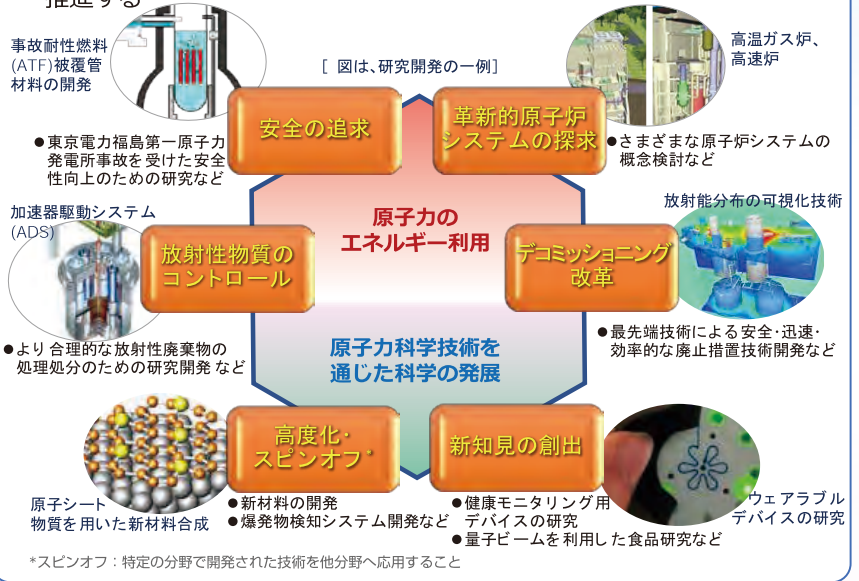 推進する
[ 図は、研究開発の一例]
事故耐性燃料
(ATF)被覆管
材料の開発
安全の追求
●東京電力福島第一原子力
発電所事故を受けた安全
性向上のための研究など
革新的原子炉
システムの探求
高温ガス炉、
高速炉
●さまざまな原子炉システムの
概念検討など
原子力の
エネルギー利用
加速器駆動システム
(ADS)
放射性物質の
コントロール
●より合理的な放射性廃棄物の
処理処分のための研究開発など
放射能分布の可視化技術
デコミッショニング
改革
●最先端技術による安全・迅速・
効率的な廃止措置技術開発など
原子力科学技術を
通じた科学の発展
高度化・
スピンオフ*
原子シート
物質を用いた新材料合成
●新材料の開発
●爆発物検知システム開発など
新知見の創出
●健康モニタリング用
デバイスの研究
●量子ビームを利用した食品研究など
ウェアラブル
デバイスの研究
*スピンオフ：特定の分野で開発された技術を他分野へ応用すること